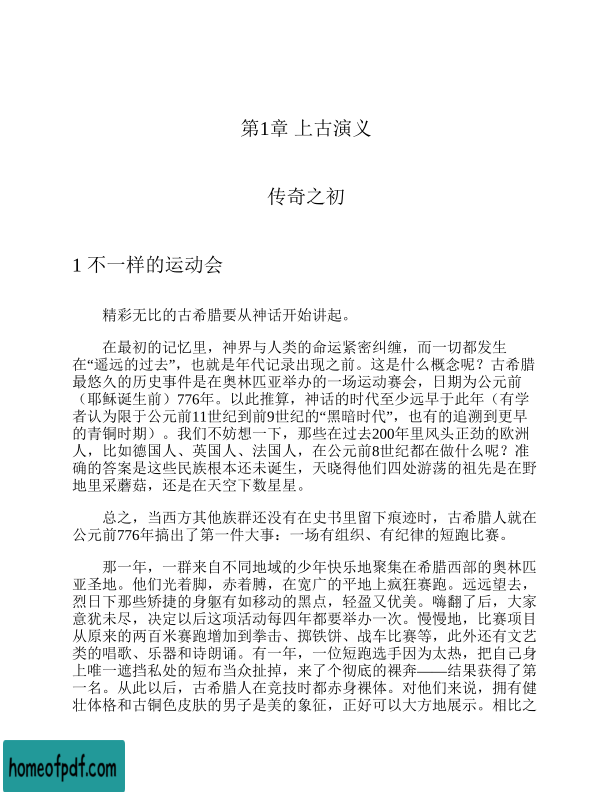 第1章 上古演义
传奇之初
1 不一样的运动会
精彩无比的古希腊要从神话开始讲起。
在最初的记忆里，神界与人类的命运紧密纠缠，而一切都发生
在“遥远的过去”，也就是年代记录出现之前。这是什么概念呢？古希腊
最悠久的历史事件是在奥林匹亚举办的一场运动赛会，日期为公元前
（耶稣诞生前）776年。以此推算，神话的时代至少远早于此年（有学
者认为限于公元前11世纪到前9世纪的“黑暗时代”，也有的追溯到更早
的青铜时期）。我们不妨想一下，那些在过去200年里风头正劲的欧洲
人，比如德国人、英国人、法国人，在公元前8世纪都在做什么呢？准
确的答案是这些民族根本还未诞生，天晓得他们四处游荡的祖先是在野
地里采蘑菇，还是在天空下数星星。
总之，当西方其他族群还没有在史书里留下痕迹时，古希腊人就在
公元前776年搞出了第一件大事：一场有组织、有纪律的短跑比赛。
那一年，一群来自不同地域的少年快乐地聚集在希腊西部的奥林匹
亚圣地。他们光着脚，赤着膊，在宽广的平地上疯狂赛跑。远远望去，
烈日下那些矫捷的身躯有如移动的黑点，轻盈又优美。嗨翻了后，大家
意犹未尽，决定以后这项活动每四年都要举办一次。慢慢地，比赛项目
从原来的两百米赛跑增加到拳击、掷铁饼、战车比赛等，此外还有文艺
类的唱歌、乐器和诗朗诵。有一年，一位短跑选手因为太热，把自己身
上唯一遮挡私处的短布当众扯掉，来了个彻底的裸奔——结果获得了第
一名。从此以后，古希腊人在竞技时都赤身裸体。对他们来说，拥有健
壮体格和古铜色皮肤的男子是美的象征，正好可以大方地展示。相比之
homeofpdf.com